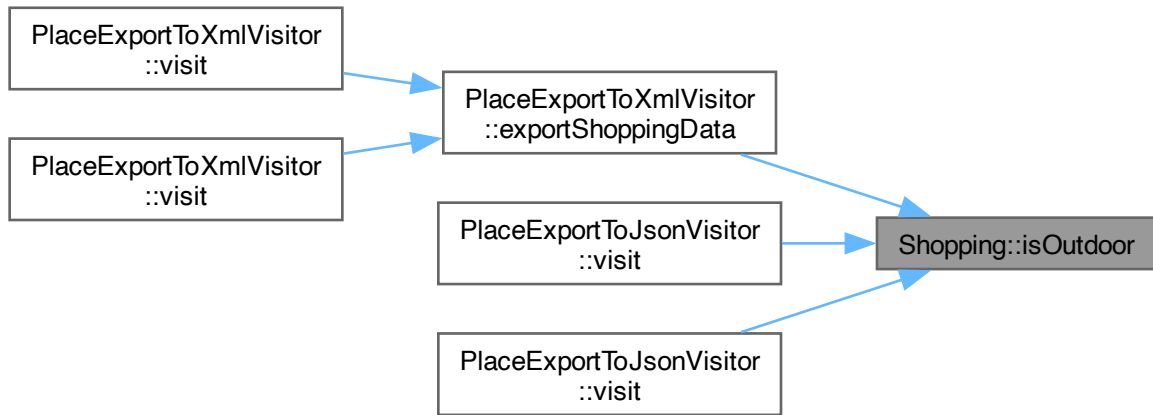 PlaceExportToXmlVisitor
::visit
PlaceExportToXmlVisitor
::visit
PlaceExportToXmlVisitor
::exportShoppingData
PlaceExportToJsonVisitor
::visit
PlaceExportToJsonVisitor
::visit
Shopping::isOutdoor